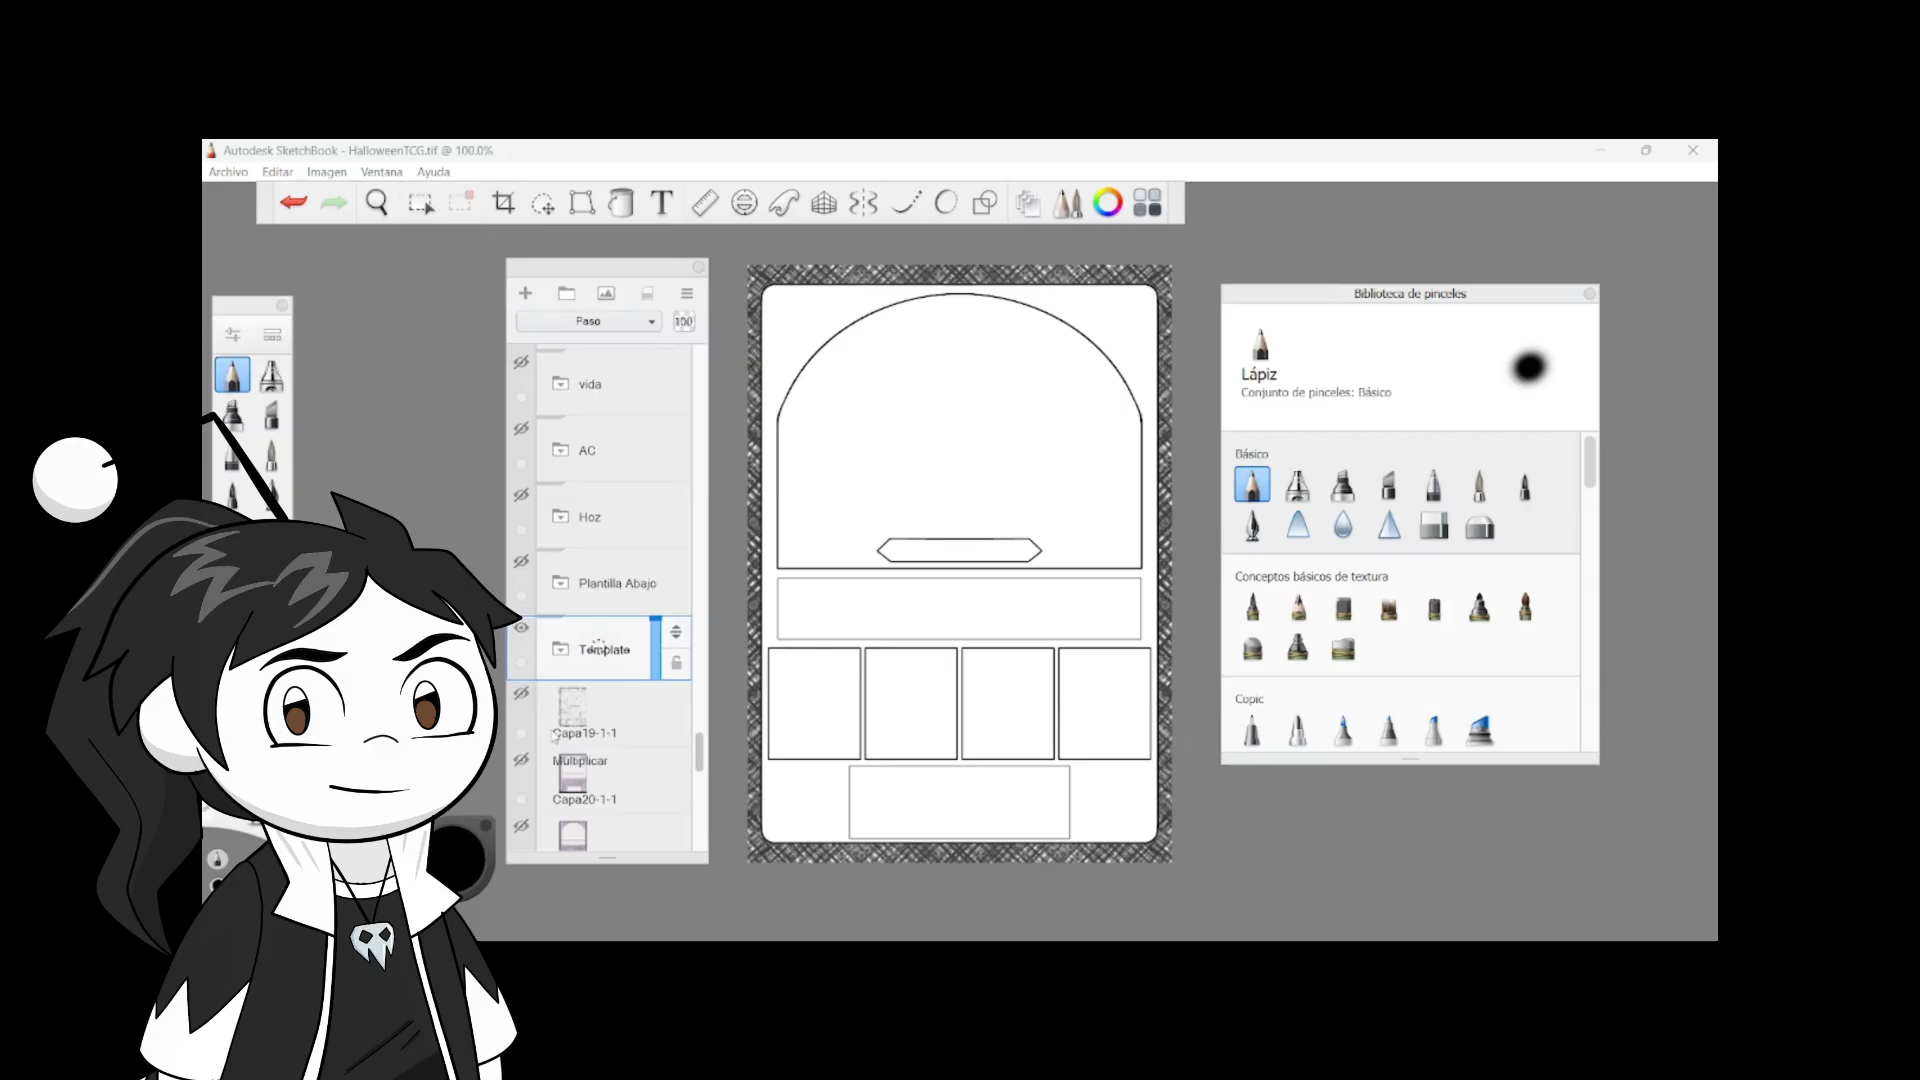 Autodesk SketchBook - HalloweenTCG.tif @ 100.0%
Archivo Editar Imagen Ventana Ayuda
T
Paso 100
vida
AC
Hoz
Plantilla Abajo
Template
Capa19-1-1
Multiplicar
Capa20-1-1
Biblioteca de pinceles
Lápiz
Conjunto de pinceles: Básico
Básico
Conceptos básicos de textura
Copic